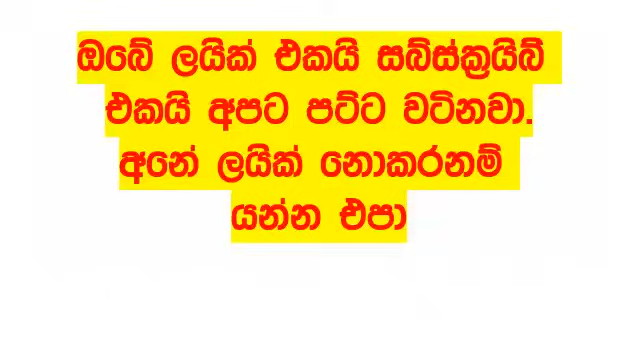 ඔබේ ලයික් එකයි සබ්ස්ක්‍රයිබ්
එකයි අපට පට්ට වටිනවා.
අනේ ලයික් නොකරනම්
යන්න එපා